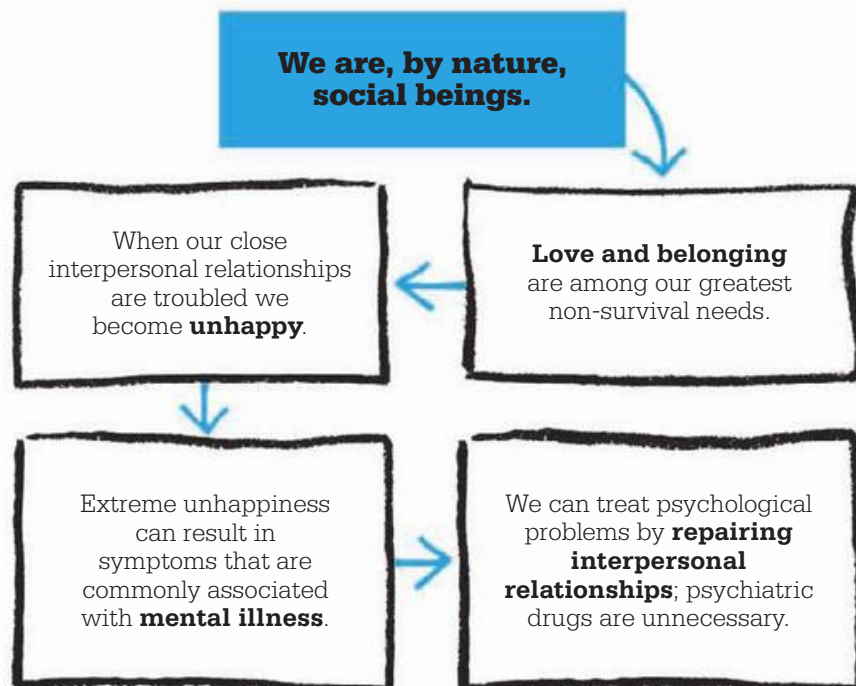 We are, by nature,
social beings.
Love and belonging
are among our greatest
non-survival needs.
When our close
interpersonal relationships
are troubled we
become unhappy.
Extreme unhappiness
can result in
symptoms that are
commonly associated
with mental illness.
We can treat psychological
problems by repairing
interpersonal
relationships; psychiatric
drugs are unnecessary.